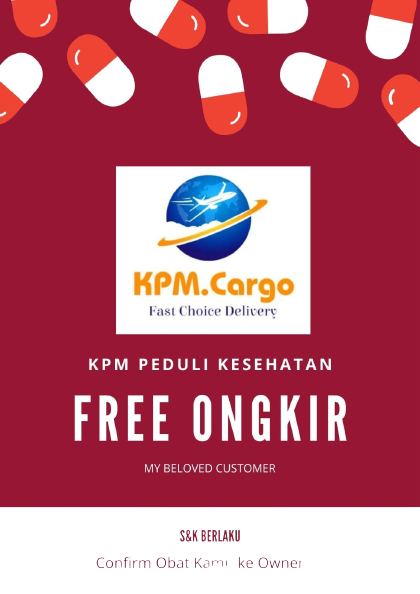 KPM.Cargo
Fast Choice Delivery
KPM PEDULI KESEHATAN
FREE ONGKIR
MY BELOVED CUSTOMER
S&K BERLAKU
Confirm Obat Kamu ke Owner